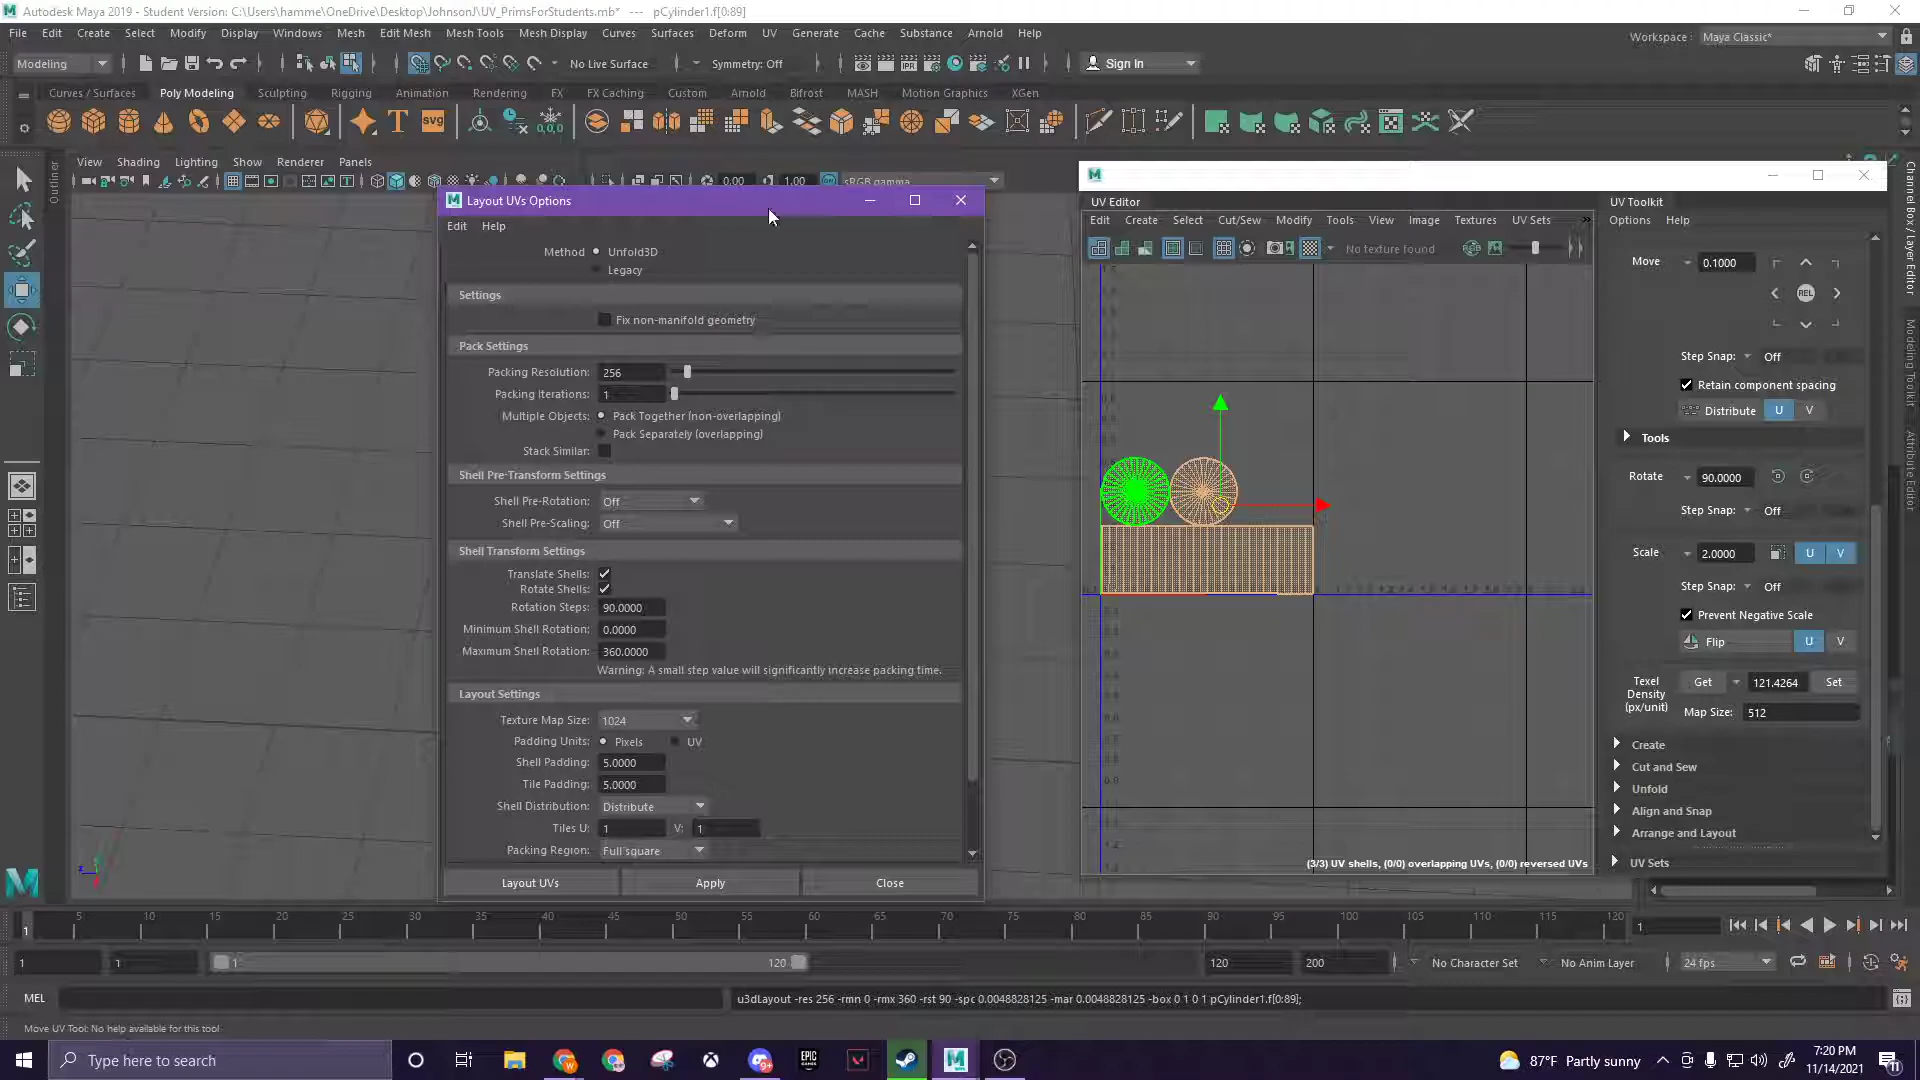 Autodesk Maya 2019 - Student Version: C:\Users\hamme\OneDrive\Desktop\JohnsonJ\UV_PrimsForStudents.mb*   ---   pCylinder1.f[0:89]
File Edit Create Select Modify Display Windows Mesh Edit Mesh Mesh Tools Mesh Display Curves Surfaces Deform UV Generate Cache Substance Arnold Help
Workspace : Maya Classic*
Modeling No Live Surface Symmetry: Off Sign In
Curves / Surfaces Poly Modeling Sculpting Rigging Animation Rendering FX FX Caching Custom Arnold Bifrost MASH Motion Graphics XGen
T svg 0,0,0
View Shading Lighting Show Renderer Panels
0.00 1.00 sRGB gamma
Outliner
Layout UVs Options
Edit Help
Method Unfold3D
Legacy
Settings
Fix non-manifold geometry
Pack Settings
Packing Resolution: 256
Packing Iterations: 1
Multiple Objects: Pack Together (non-overlapping)
Pack Separately (overlapping)
Stack Similar:
Shell Pre-Transform Settings
Shell Pre-Rotation: Off
Shell Pre-Scaling: Off
Shell Transform Settings
Translate Shells:
Rotate Shells:
Rotation Steps: 90.0000
Minimum Shell Rotation: 0.0000
Maximum Shell Rotation: 360.0000
Warning: A small step value will significantly increase packing time.
Layout Settings
Texture Map Size: 1024
Padding Units: Pixels UV
Shell Padding: 5.0000
Tile Padding: 5.0000
Shell Distribution: Distribute
Tiles U: 1 V: 1
Packing Region: Full square
Layout UVs Apply Close
UV Editor
Edit Create Select Cut/Sew Modify Tools View Image Textures UV Sets »
No texture found
(3/3) UV shells, (0/0) overlapping UVs, (0/0) reversed UVs
UV Toolkit
Options Help
Move 0.1000
REL
Step Snap: Off
Retain component spacing
Distribute U V
Tools
Rotate 90.0000
Step Snap: Off
Scale 2.0000 U V
Step Snap: Off
Prevent Negative Scale
Flip U V
Texel Density (px/unit) Get 121.4264 Set
Map Size: 512
Create
Cut and Sew
Unfold
Align and Snap
Arrange and Layout
UV Sets
Channel Box / Layer Editor
Modeling Toolkit
Attribute Editor
5 10 15 20 25 30 35 40 45 50 55 60 65 70 75 80 85 90 95 100 105 110 115 120
1 1
1 1 1 120 120 200 No Character Set No Anim Layer 24 fps
MEL u3dLayout -res 256 -rmn 0 -rmx 360 -rst 90 -spc 0.0048828125 -mar 0.0048828125 -box 0 1 0 1 pCylinder1.f[0:89];
Move UV Tool: No help available for this tool
Type here to search
EPIC
87°F Partly sunny
7:20 PM
11/14/2021